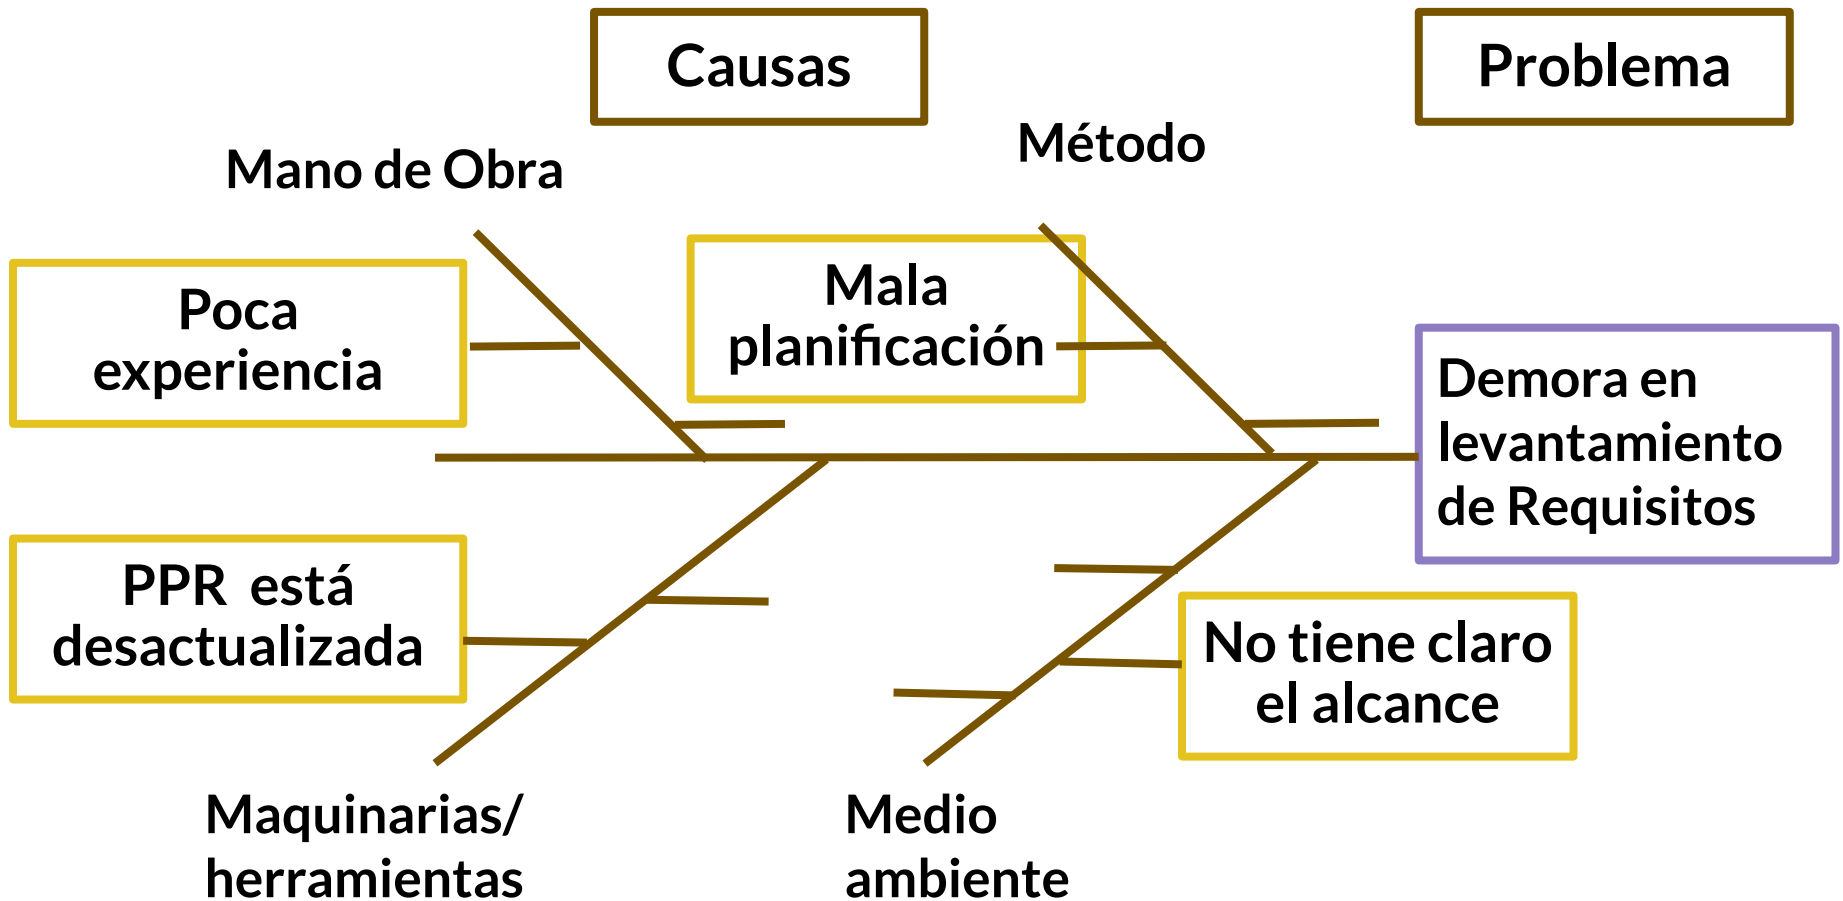 Causas
Problema
Mano de Obra
Método
Poca
experiencia
Mala
planificación
Demora en
levantamiento
de Requisitos
PPR está
desactualizada
No tiene claro
el alcance
Maquinarias/
herramientas
Medio
ambiente